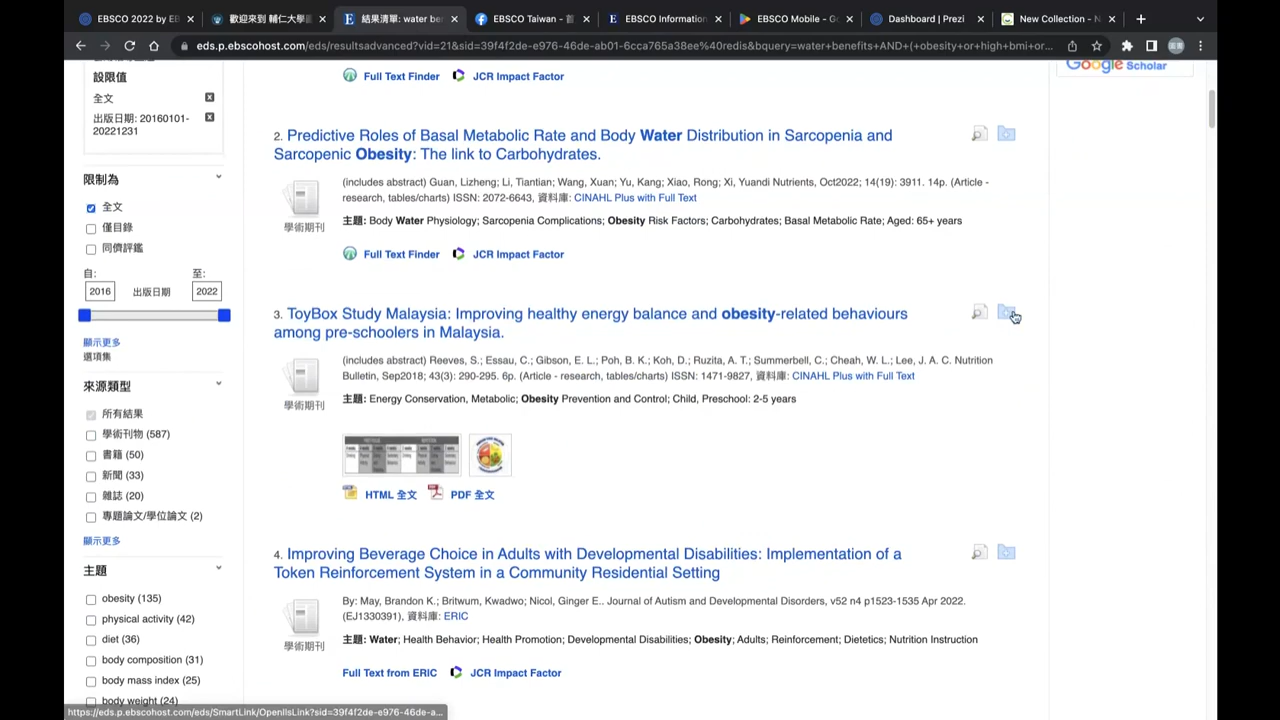 EBSCO 2022 by EB
歡迎來到 輔仁大學圖
結果清單: water be
EBSCO Taiwan - 首
EBSCO Information
EBSCO Mobile - Go
Dashboard | Prezi
New Collection - N
eds.p.ebscohost.com/eds/resultsadvanced?vid=21&sid=39f4f2de-e976-46de-ab01-6cca765a38ee%40redis&bquery=water+benefits+AND+(+obesity+or+high+bmi+or...
設限值
全文
出版日期: 20160101-
20221231
限制為
全文
僅目錄
同儕評鑑
自:
至:
2016
出版日期
2022
顯示更多
選項集
來源類型
所有結果
學術刊物 (587)
書籍 (50)
新聞 (33)
雜誌 (20)
專題論文/學位論文 (2)
顯示更多
主題
obesity (135)
physical activity (42)
diet (36)
body composition (31)
body mass index (25)
body weight (24)
Full Text Finder
JCR Impact Factor
2. Predictive Roles of Basal Metabolic Rate and Body Water Distribution in Sarcopenia and
Sarcopenic Obesity: The link to Carbohydrates.
學術期刊
(includes abstract) Guan, Lizheng; Li, Tiantian; Wang, Xuan; Yu, Kang; Xiao, Rong; Xi, Yuandi Nutrients, Oct2022; 14(19): 3911. 14p. (Article -
research, tables/charts) ISSN: 2072-6643, 資料庫: CINAHL Plus with Full Text
主題: Body Water Physiology; Sarcopenia Complications; Obesity Risk Factors; Carbohydrates; Basal Metabolic Rate; Aged: 65+ years
Full Text Finder
JCR Impact Factor
3. ToyBox Study Malaysia: Improving healthy energy balance and obesity-related behaviours
among pre-schoolers in Malaysia.
學術期刊
(includes abstract) Reeves, S.; Essau, C.; Gibson, E. L.; Poh, B. K.; Koh, D.; Ruzita, A. T.; Summerbell, C.; Cheah, W. L.; Lee, J. A. C. Nutrition
Bulletin, Sep2018; 43(3): 290-295. 6p. (Article - research, tables/charts) ISSN: 1471-9827, 資料庫: CINAHL Plus with Full Text
主題: Energy Conservation, Metabolic; Obesity Prevention and Control; Child, Preschool: 2-5 years
HTML 全文
PDF 全文
4. Improving Beverage Choice in Adults with Developmental Disabilities: Implementation of a
Token Reinforcement System in a Community Residential Setting
學術期刊
By: May, Brandon K.; Britwum, Kwadwo; Nicol, Ginger E.. Journal of Autism and Developmental Disorders, v52 n4 p1523-1535 Apr 2022.
(EJ1330391), 資料庫: ERIC
主題: Water; Health Behavior; Health Promotion; Developmental Disabilities; Obesity; Adults; Reinforcement; Dietetics; Nutrition Instruction
Full Text from ERIC
JCR Impact Factor
Google Scholar
https://eds.p.ebscohost.com/eds/SmartLink/OpenIlsLink?sid=39f4f2de-e976-46de-a...